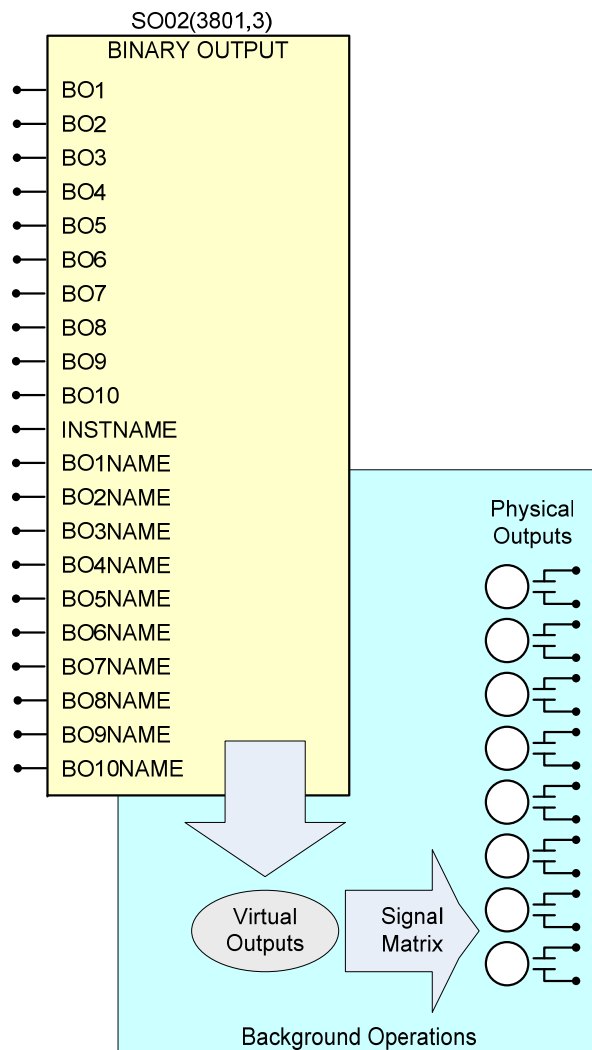 SO02(3801,3)
BINARY OUTPUT
BO1
BO2
BO3
BO4
BO5
BO6
BO7
BO8
BO9
BO10
INSTNAME
BO1NAME
BO2NAME
BO3NAME
BO4NAME
BO5NAME
BO6NAME
BO7NAME
BO8NAME
BO9NAME
BO10NAME
Physical
Outputs
Virtual
Outputs
Signal
Matrix
Background Operations